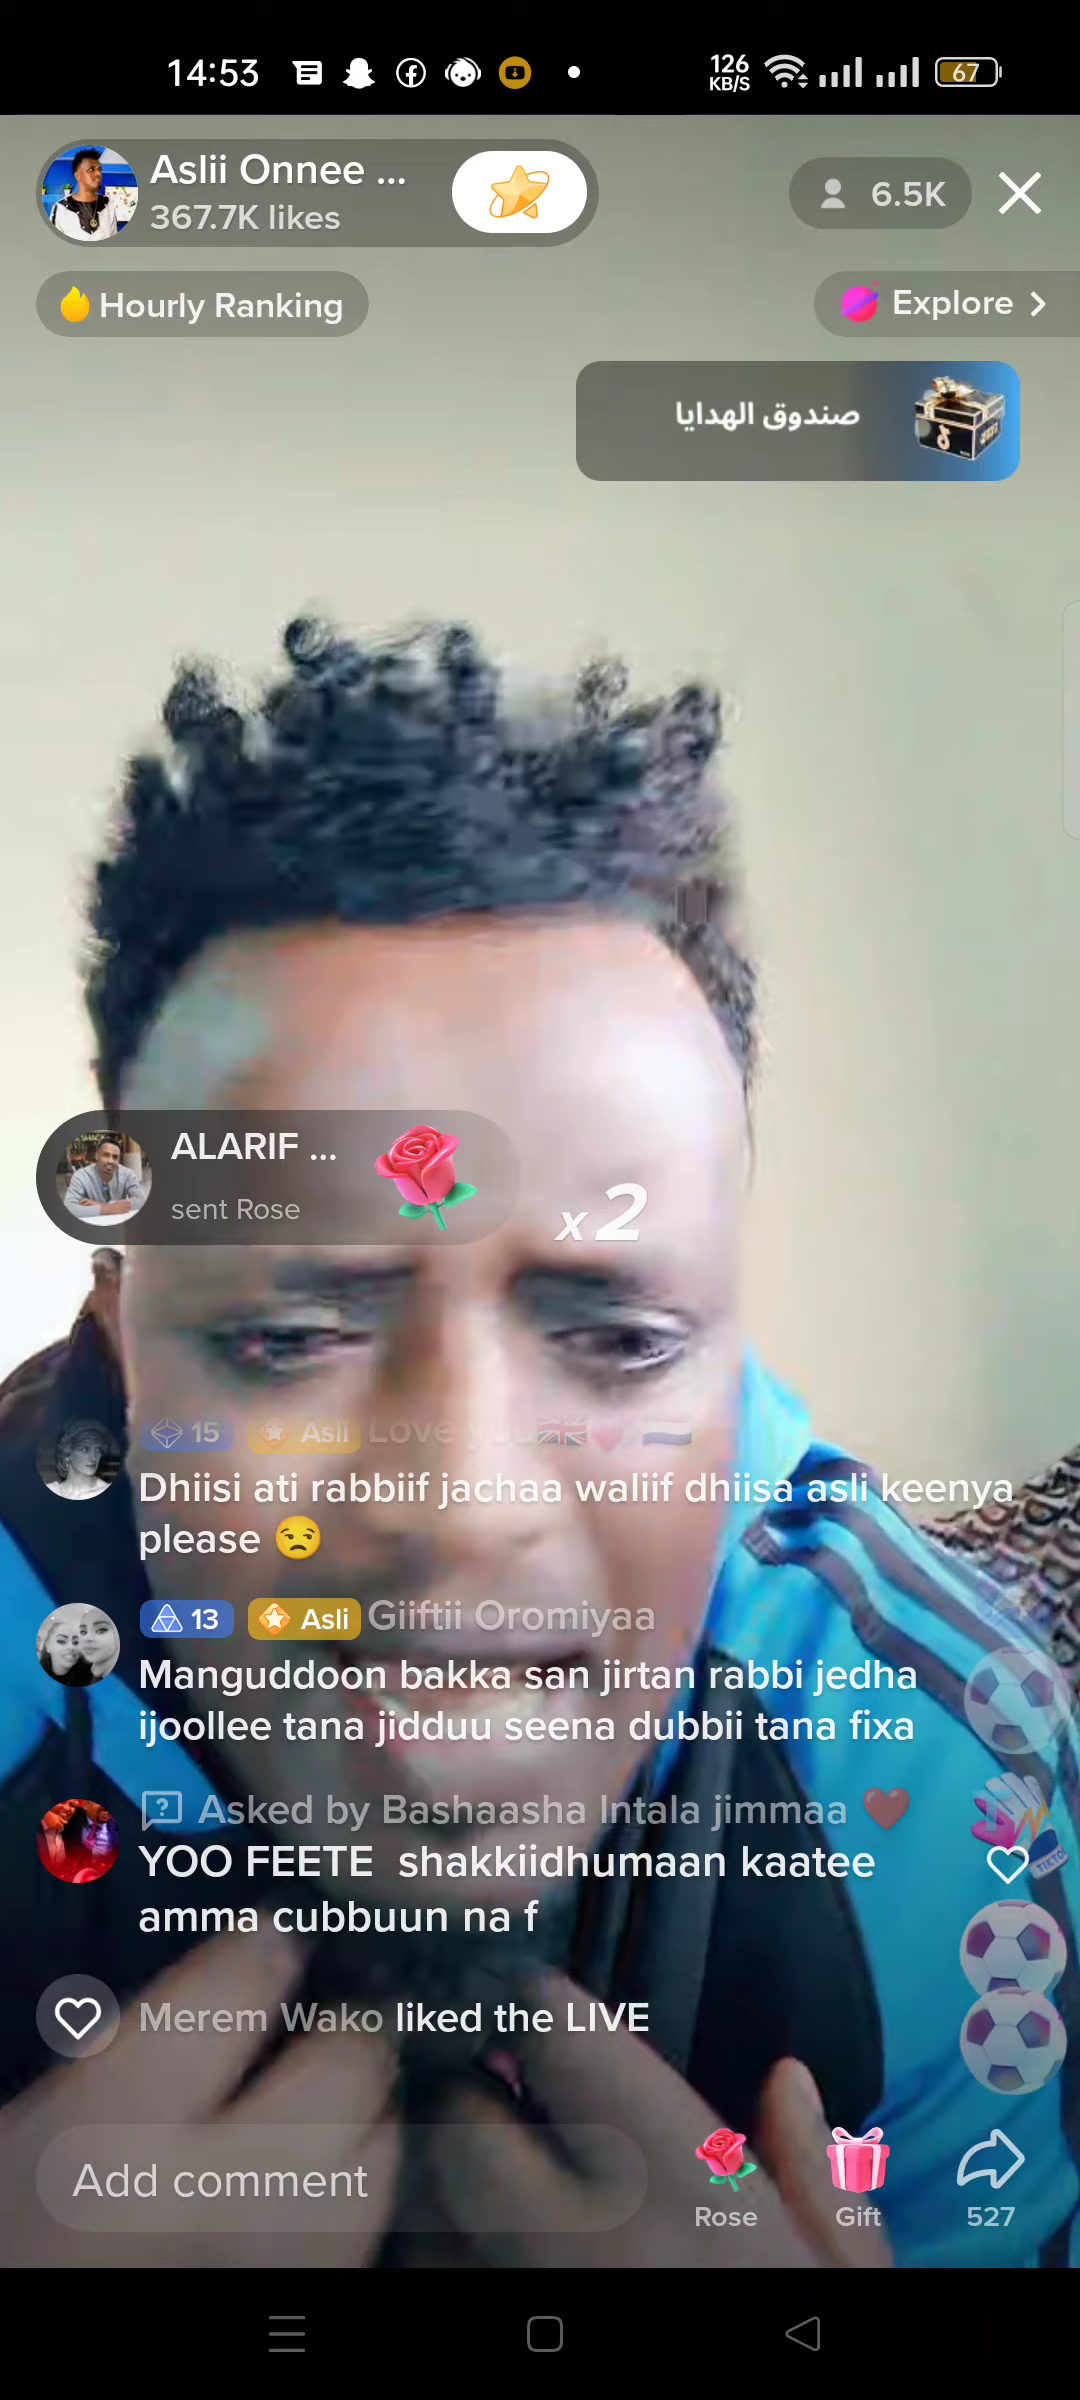 14:53
126
KB/S
67
Aslii Onnee ...
367.7K likes
6.5K
Hourly Ranking
Explore
صندوق الهدايا
ALARIF ...
sent Rose
x2
15 Asli Love you🇬🇧
Dhiisi ati rabbiif jachaa waliif dhiisa asli keenya
please 😒
13 Asli Giiftii Oromiyaa
Manguddoon bakka san jirtan rabbi jedha
ijoollee tana jidduu seena dubbii tana fixa
Asked by Bashaasha Intala jimmaa ❤️
YOO FEETE shakkiidhumaan kaatee
amma cubbuun na f
Merem Wako liked the LIVE
Add comment
Rose
Gift
527